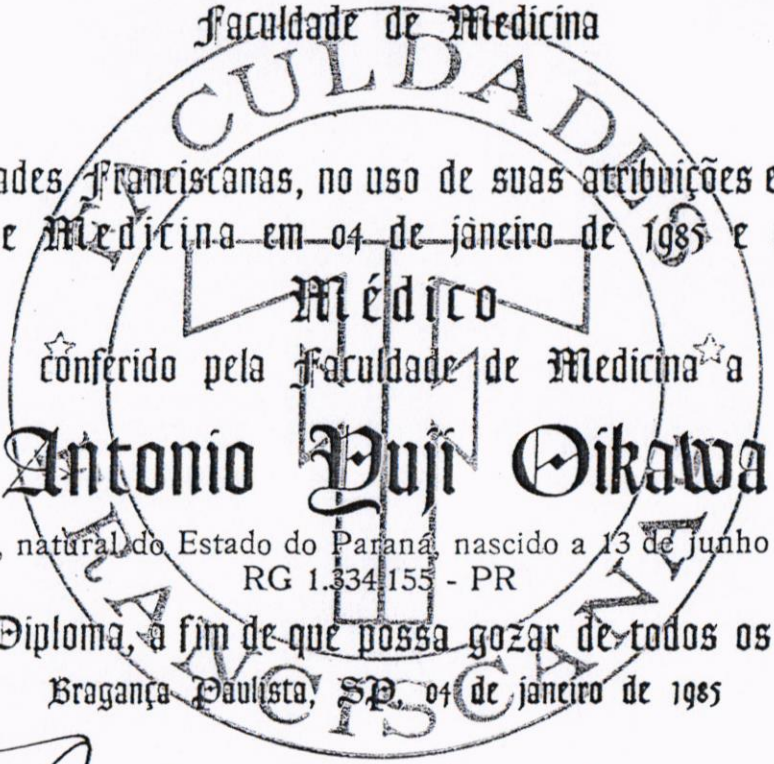 Faculdade de Medicina
ades Franciscanas, no uso de suas atribuições e
e Medicina em 04 de janeiro de 1985 e
Médico
conferido pela Faculdade de Medicina a
Antonio Yuji Oikawa
, natural do Estado do Paraná, nascido a 13 de junho
RG 1.334.155 - PR
Diploma, a fim de que possa gozar de todos os
Bragança Paulista, SP, 04 de janeiro de 1985
FACULDADES
FRANCISCANAS